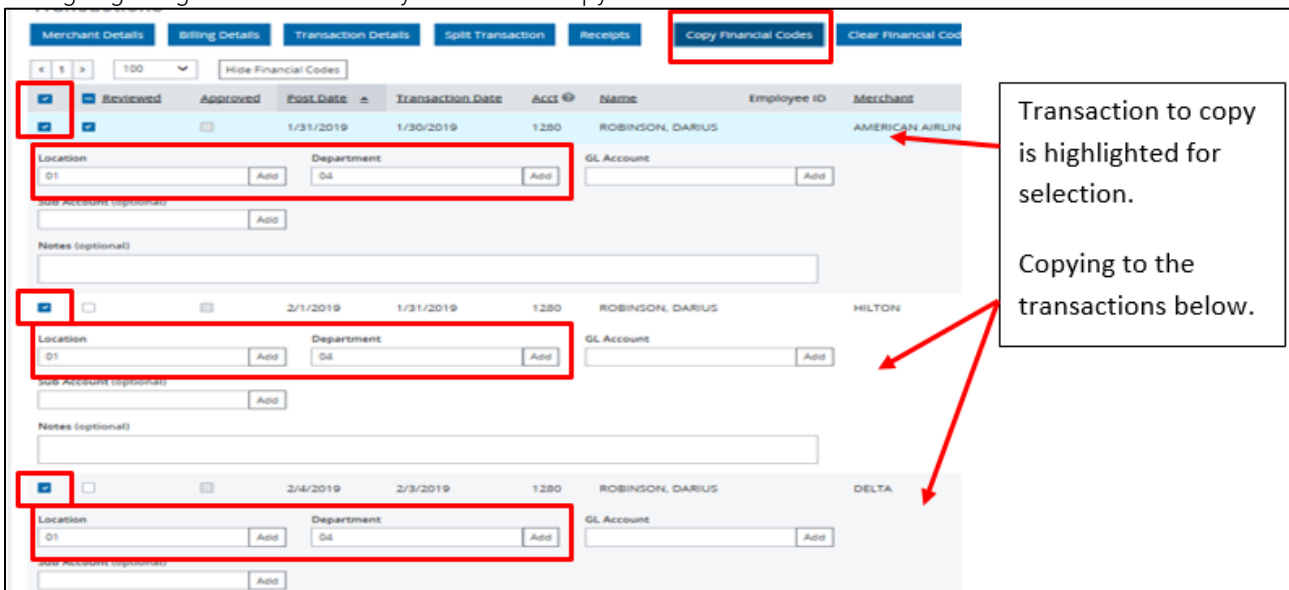 Merchant Details Billing Details Transaction Details Split Transaction Receipts Copy Financial Codes Clear Financial Cod
< 1 > 100 Hide Financial Codes
Reviewed Approved Post Date Transaction Date Acct Name Employee ID Merchant
1/31/2019 1/30/2019 1280 ROBINSON, DARIUS AMERICAN AIRLIN
Location Department GL Account
01 Add 04 Add Add
Sub Account (optional)
Add
Notes (optional)
2/1/2019 1/31/2019 1280 ROBINSON, DARIUS HILTON
Location Department GL Account
01 Add 04 Add Add
Sub Account (optional)
Add
Notes (optional)
2/4/2019 2/3/2019 1280 ROBINSON, DARIUS DELTA
Location Department GL Account
01 Add 04 Add Add
Sub Account (optional)
Add
Transaction to copy
is highlighted for
selection.
Copying to the
transactions below.